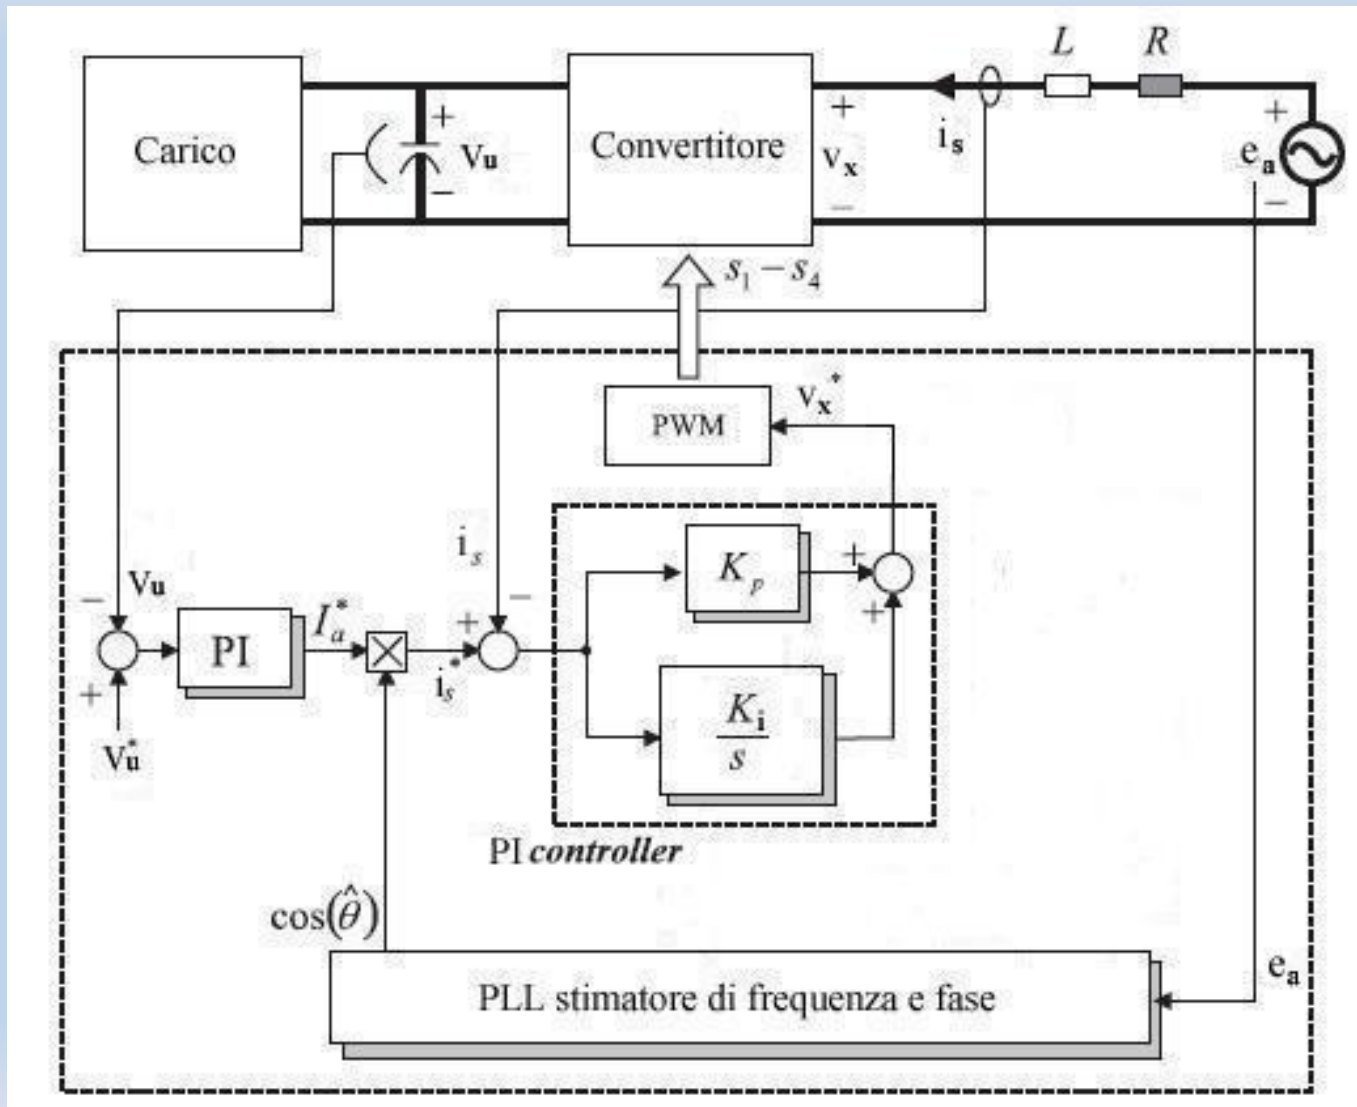 L R
+ + +
Carico
Vu
Convertitore
vx
is
ea
− − −
s1 − s4
vx*
PWM
is
Kp
+
+
− Vu
−
PI
Ia*
+
is*
+
Vu*
Ki
s
PI controller
cos(θ̂)
PLL stimatore di frequenza e fase
ea